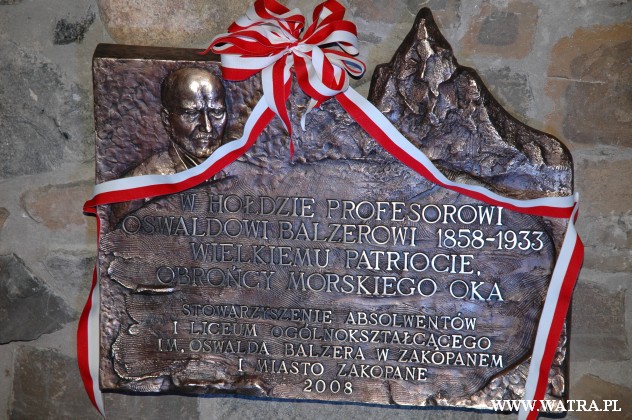 W HOŁDZIE PROFESOROWI
OSWALDOWI BALZEROWI 1858-1933
WIELKIEMU PATRIOCIE,
OBROŃCY MORSKIEGO OKA
STOWARZYSZENIE ABSOLWENTÓW
I LICEUM OGÓLNOKSZTAŁCĄCEGO
I.M. OSWALDA BALZERA W ZAKOPANEM
I MIASTO ZAKOPANE
2008
WWW.WATRA.PL